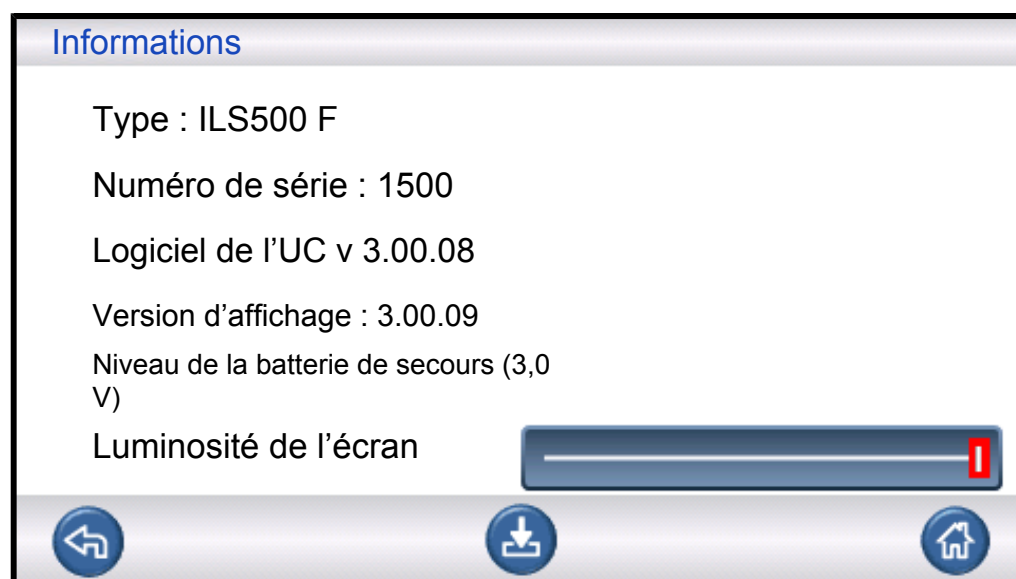 Informations
Type : ILS500 F
Numéro de série : 1500
Logiciel de l’UC v 3.00.08
Version d’affichage : 3.00.09
Niveau de la batterie de secours (3,0
V)
Luminosité de l’écran